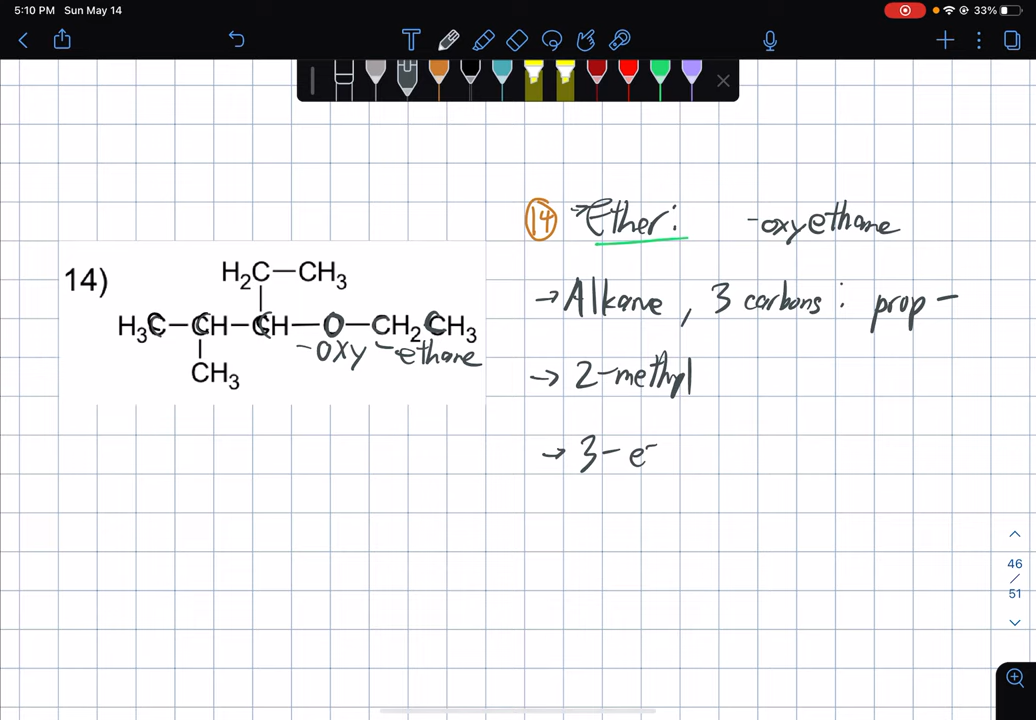 5:10 PM Sun May 14
33%
14 → Ether: -oxyethane
14)
H₂C—CH₃
→ Alkane, 3 carbons: prop-
H₃C—CH—CH—O—CH₂CH₃
-oxy -ethane
CH₃
→ 2-methyl
→ 3-e
46
/
51